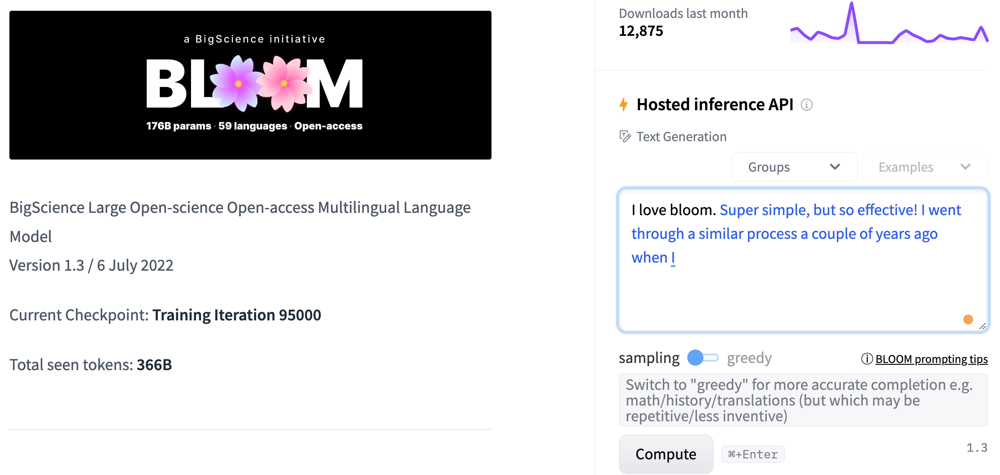 a BigScience initiative
BLOOM
176B params · 59 languages · Open-access
BigScience Large Open-science Open-access Multilingual Language
Model
Version 1.3 / 6 July 2022
Current Checkpoint: Training Iteration 95000
Total seen tokens: 366B
Downloads last month
12,875
Hosted inference API
Text Generation
Groups
Examples
I love bloom. Super simple, but so effective! I went
through a similar process a couple of years ago
when I
sampling greedy
BLOOM prompting tips
Switch to "greedy" for more accurate completion e.g.
math/history/translations (but which may be
repetitive/less inventive)
Compute
⌘+Enter
1.3